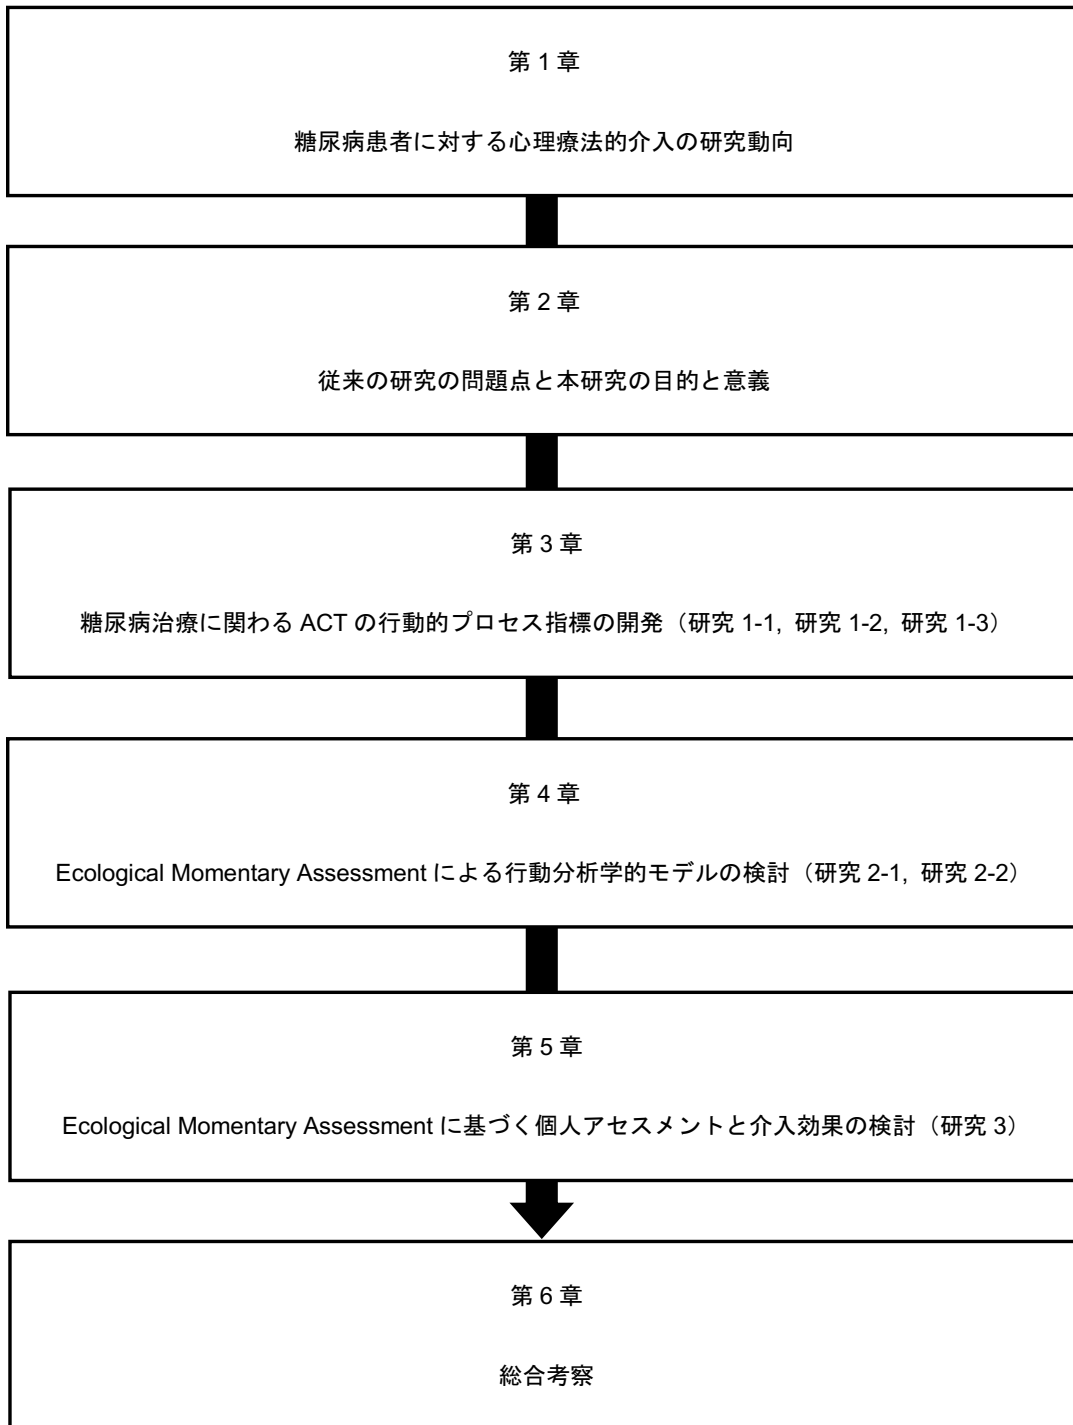 第 1 章
糖尿病患者に対する心理療法的介入の研究動向
第 2 章
従来の研究の問題点と本研究の目的と意義
第 3 章
糖尿病治療に関わる ACT の行動的プロセス指標の開発（研究 1-1, 研究 1-2, 研究 1-3）
第 4 章
Ecological Momentary Assessment による行動分析学的モデルの検討（研究 2-1, 研究 2-2）
第 5 章
Ecological Momentary Assessment に基づく個人アセスメントと介入効果の検討（研究 3）
第 6 章
総合考察